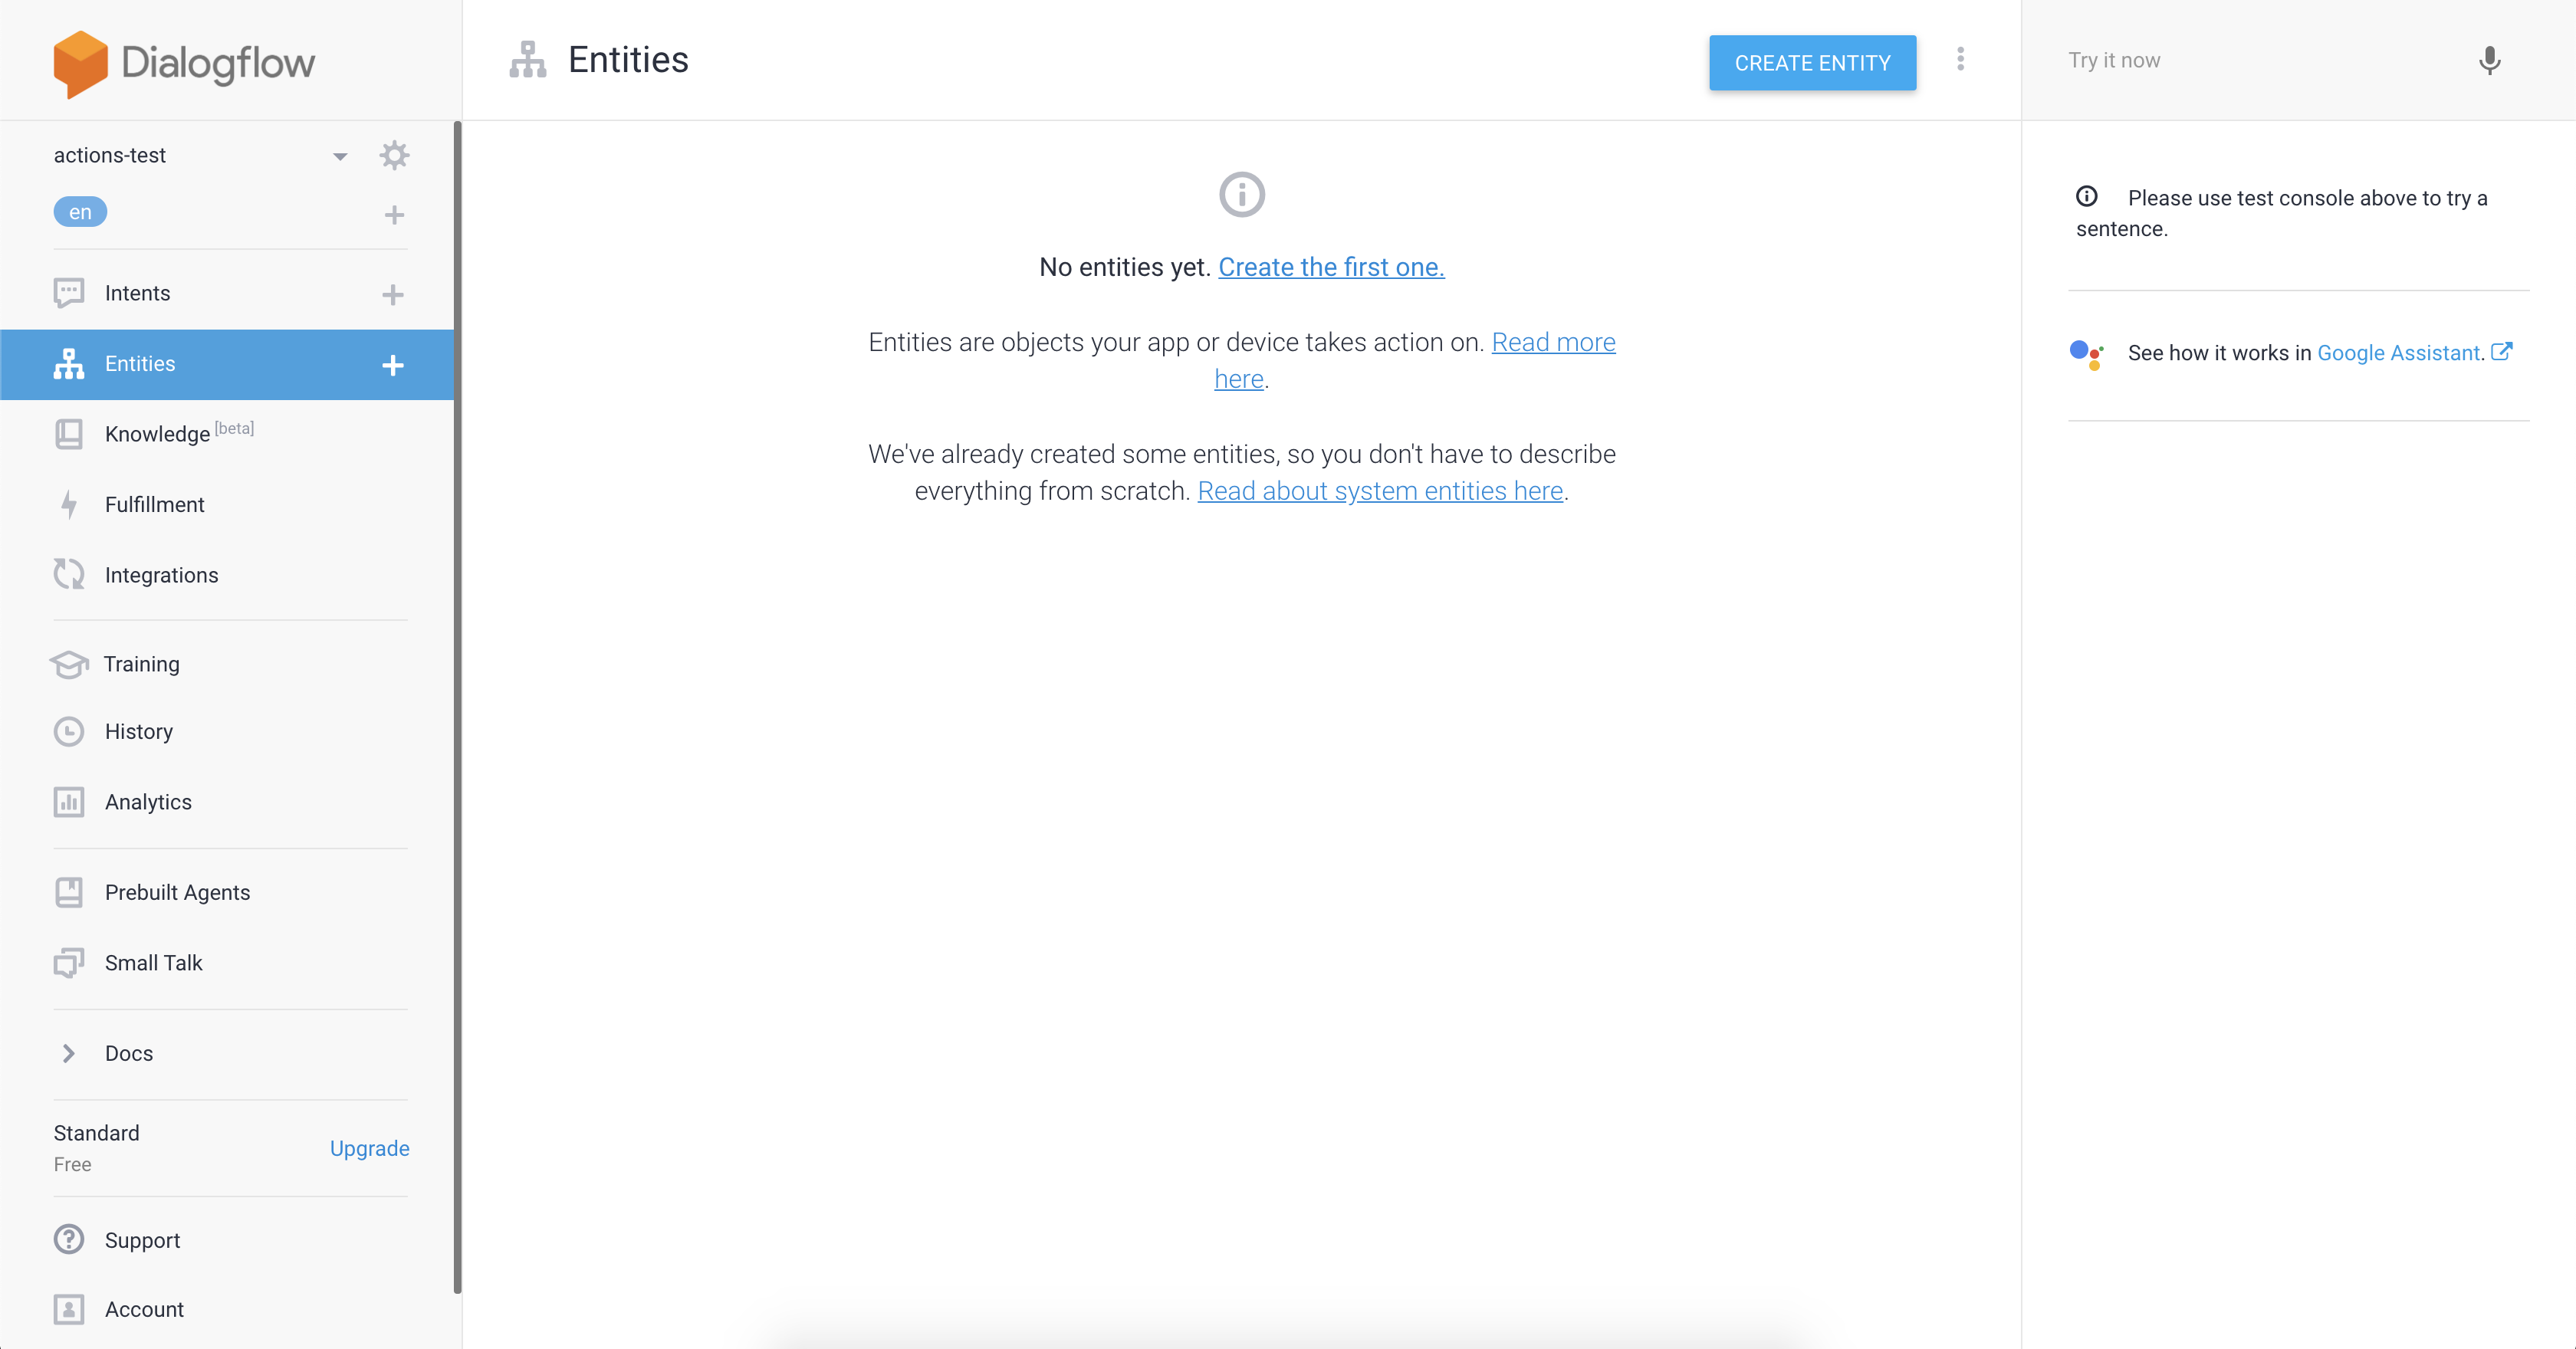 Dialogflow
actions-test
en
Intents
Entities
Knowledge [beta]
Fulfillment
Integrations
Training
History
Analytics
Prebuilt Agents
Small Talk
Docs
Standard
Free
Upgrade
Support
Account
Entities
CREATE ENTITY
No entities yet. Create the first one.
Entities are objects your app or device takes action on. Read more
here.
We've already created some entities, so you don't have to describe
everything from scratch. Read about system entities here.
Try it now
Please use test console above to try a
sentence.
See how it works in Google Assistant.